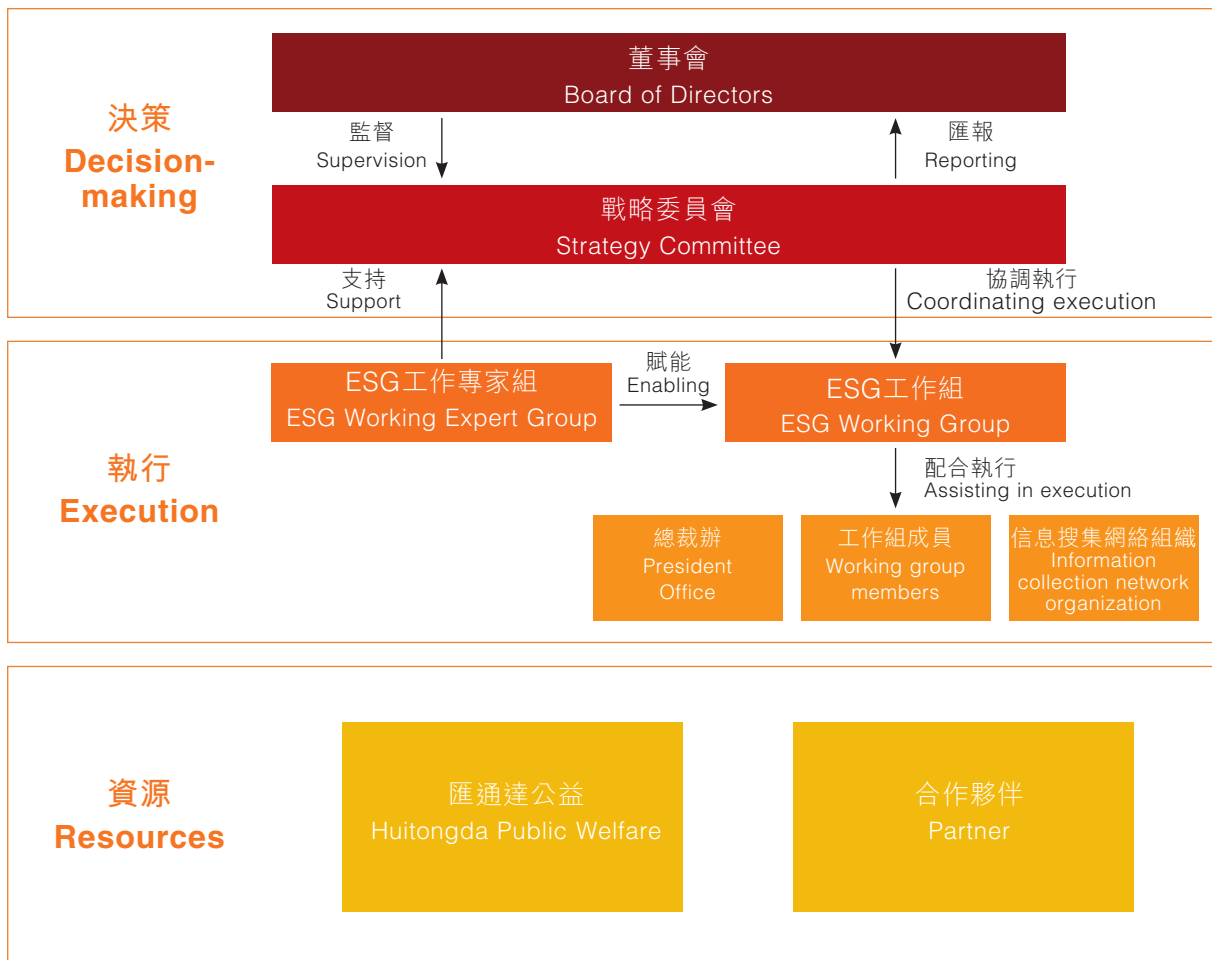 決策
Decision-
making
董事會
Board of Directors
監督
Supervision
匯報
Reporting
戰略委員會
Strategy Committee
支持
Support
協調執行
Coordinating execution
執行
Execution
ESG工作專家組
ESG Working Expert Group
賦能
Enabling
ESG工作組
ESG Working Group
配合執行
Assisting in execution
總裁辦
President
Office
工作組成員
Working group
members
信息搜集網絡組織
Information
collection network
organization
資源
Resources
匯通達公益
Huitongda Public Welfare
合作夥伴
Partner